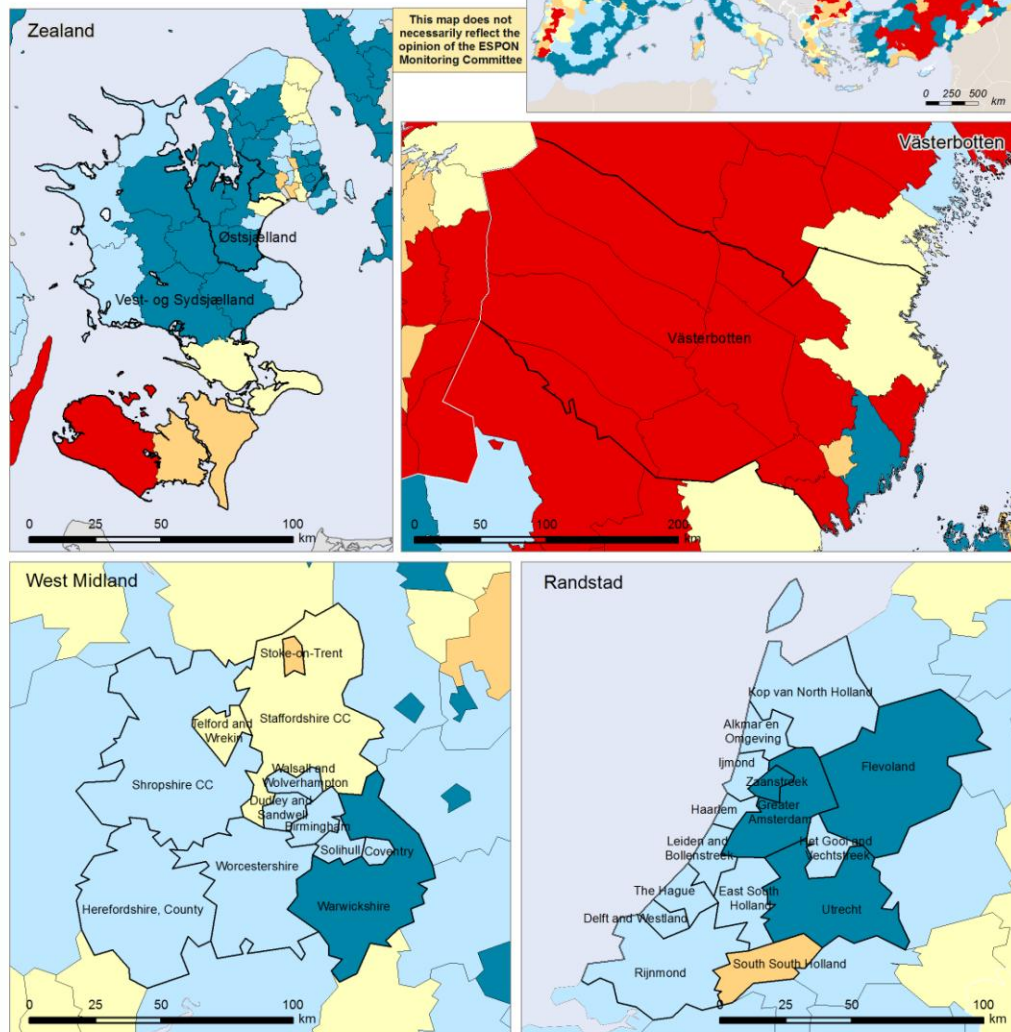 Zealand
This map does not
necessarily reflect the
opinion of the ESPON
Monitoring Committee
0 250 500
km
Østsjælland
Vest- og Sydsjælland
0 25 50 100
km
Västerbotten
Västerbotten
0 50 100 200
km
West Midland
Stoke-on-Trent
Staffordshire CC
Telford and
Wrekin
Shropshire CC
Walsall and
Wolverhampton
Dudley and
Sandwell
Birmingham
Solihull
Coventry
Worcestershire
Herefordshire, County
Warwickshire
0 25 50 100
km
Randstad
Kop van North Holland
Alkmar en
Omgeving
Ijmond
Zaanstreek
Flevoland
Haarlem
Greater
Amsterdam
Leiden and
Bollenstreek
Het Gooi and
Vechtstreek
The Hague
East South
Holland
Utrecht
Delft and Westland
Rijnmond
South South Holland
0 25 50 100
km